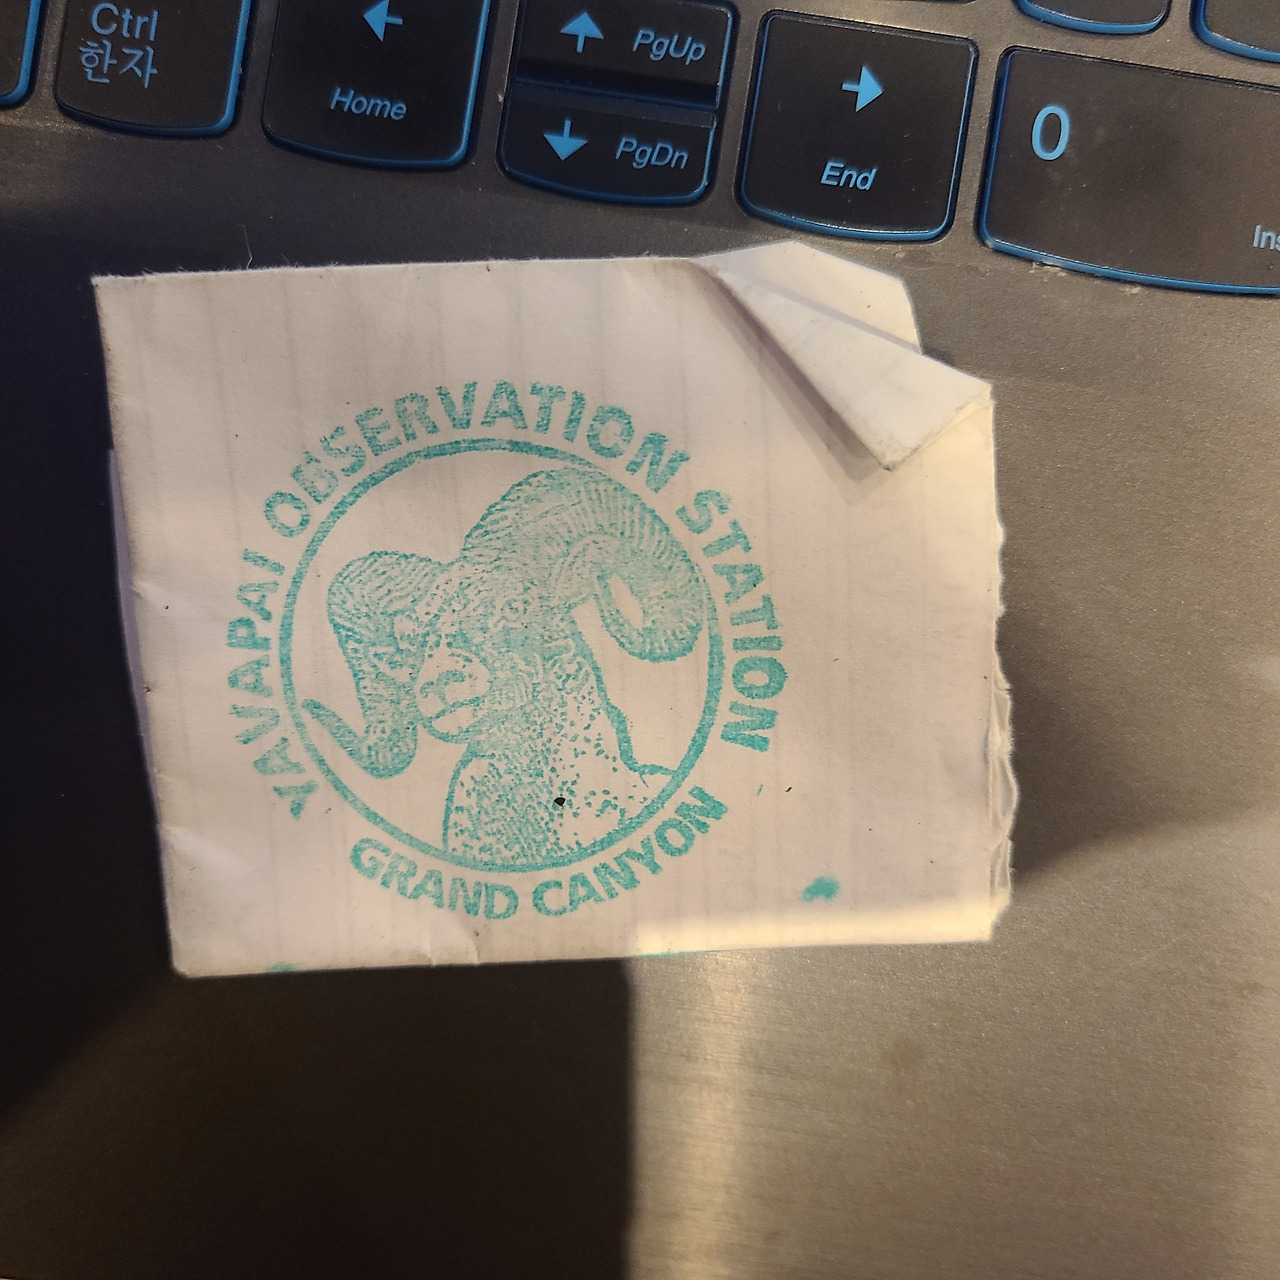 Ctrl
한자
Home
PgUp
PgDn
End
0
Ins
YAVAPAI OBSERVATION STATION
GRAND CANYON